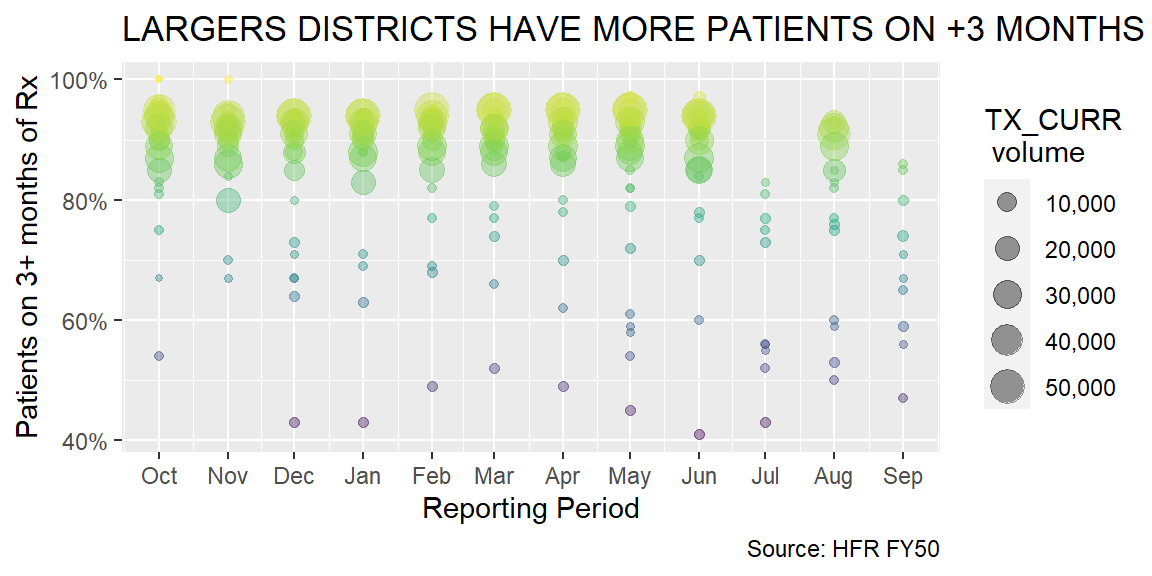 LARGERS DISTRICTS HAVE MORE PATIENTS ON +3 MONTHS
Patients on 3+ months of Rx
100%
80%
60%
40%
Oct Nov Dec Jan Feb Mar Apr May Jun Jul Aug Sep
Reporting Period
TX_CURR
volume
10,000
20,000
30,000
40,000
50,000
Source: HFR FY50